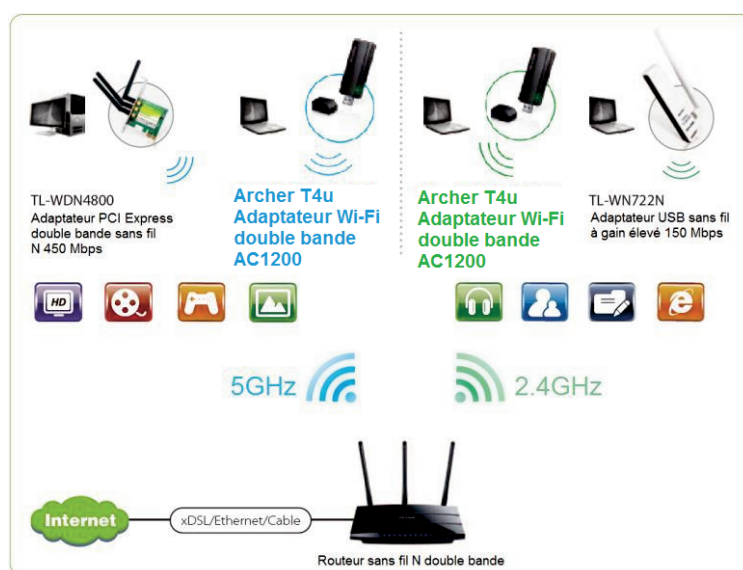 TL-WDN4800
Adaptateur PCI Express
double bande sans fil
N 450 Mbps
Archer T4u
Adaptateur Wi-Fi
double bande
AC1200
Archer T4u
Adaptateur Wi-Fi
double bande
AC1200
TL-WN722N
Adaptateur USB sans fil
à gain élevé 150 Mbps
HD
5GHz
2.4GHz
Internet
xDSL/Ethernet/Cable
Routeur sans fil N double bande